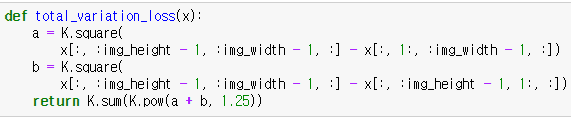 def total_variation_loss(x):
    a = K.square(
        x[:, :img_height - 1, :img_width - 1, :] - x[:, 1:, :img_width - 1, :])
    b = K.square(
        x[:, :img_height - 1, :img_width - 1, :] - x[:, :img_height - 1, 1:, :])
    return K.sum(K.pow(a + b, 1.25))